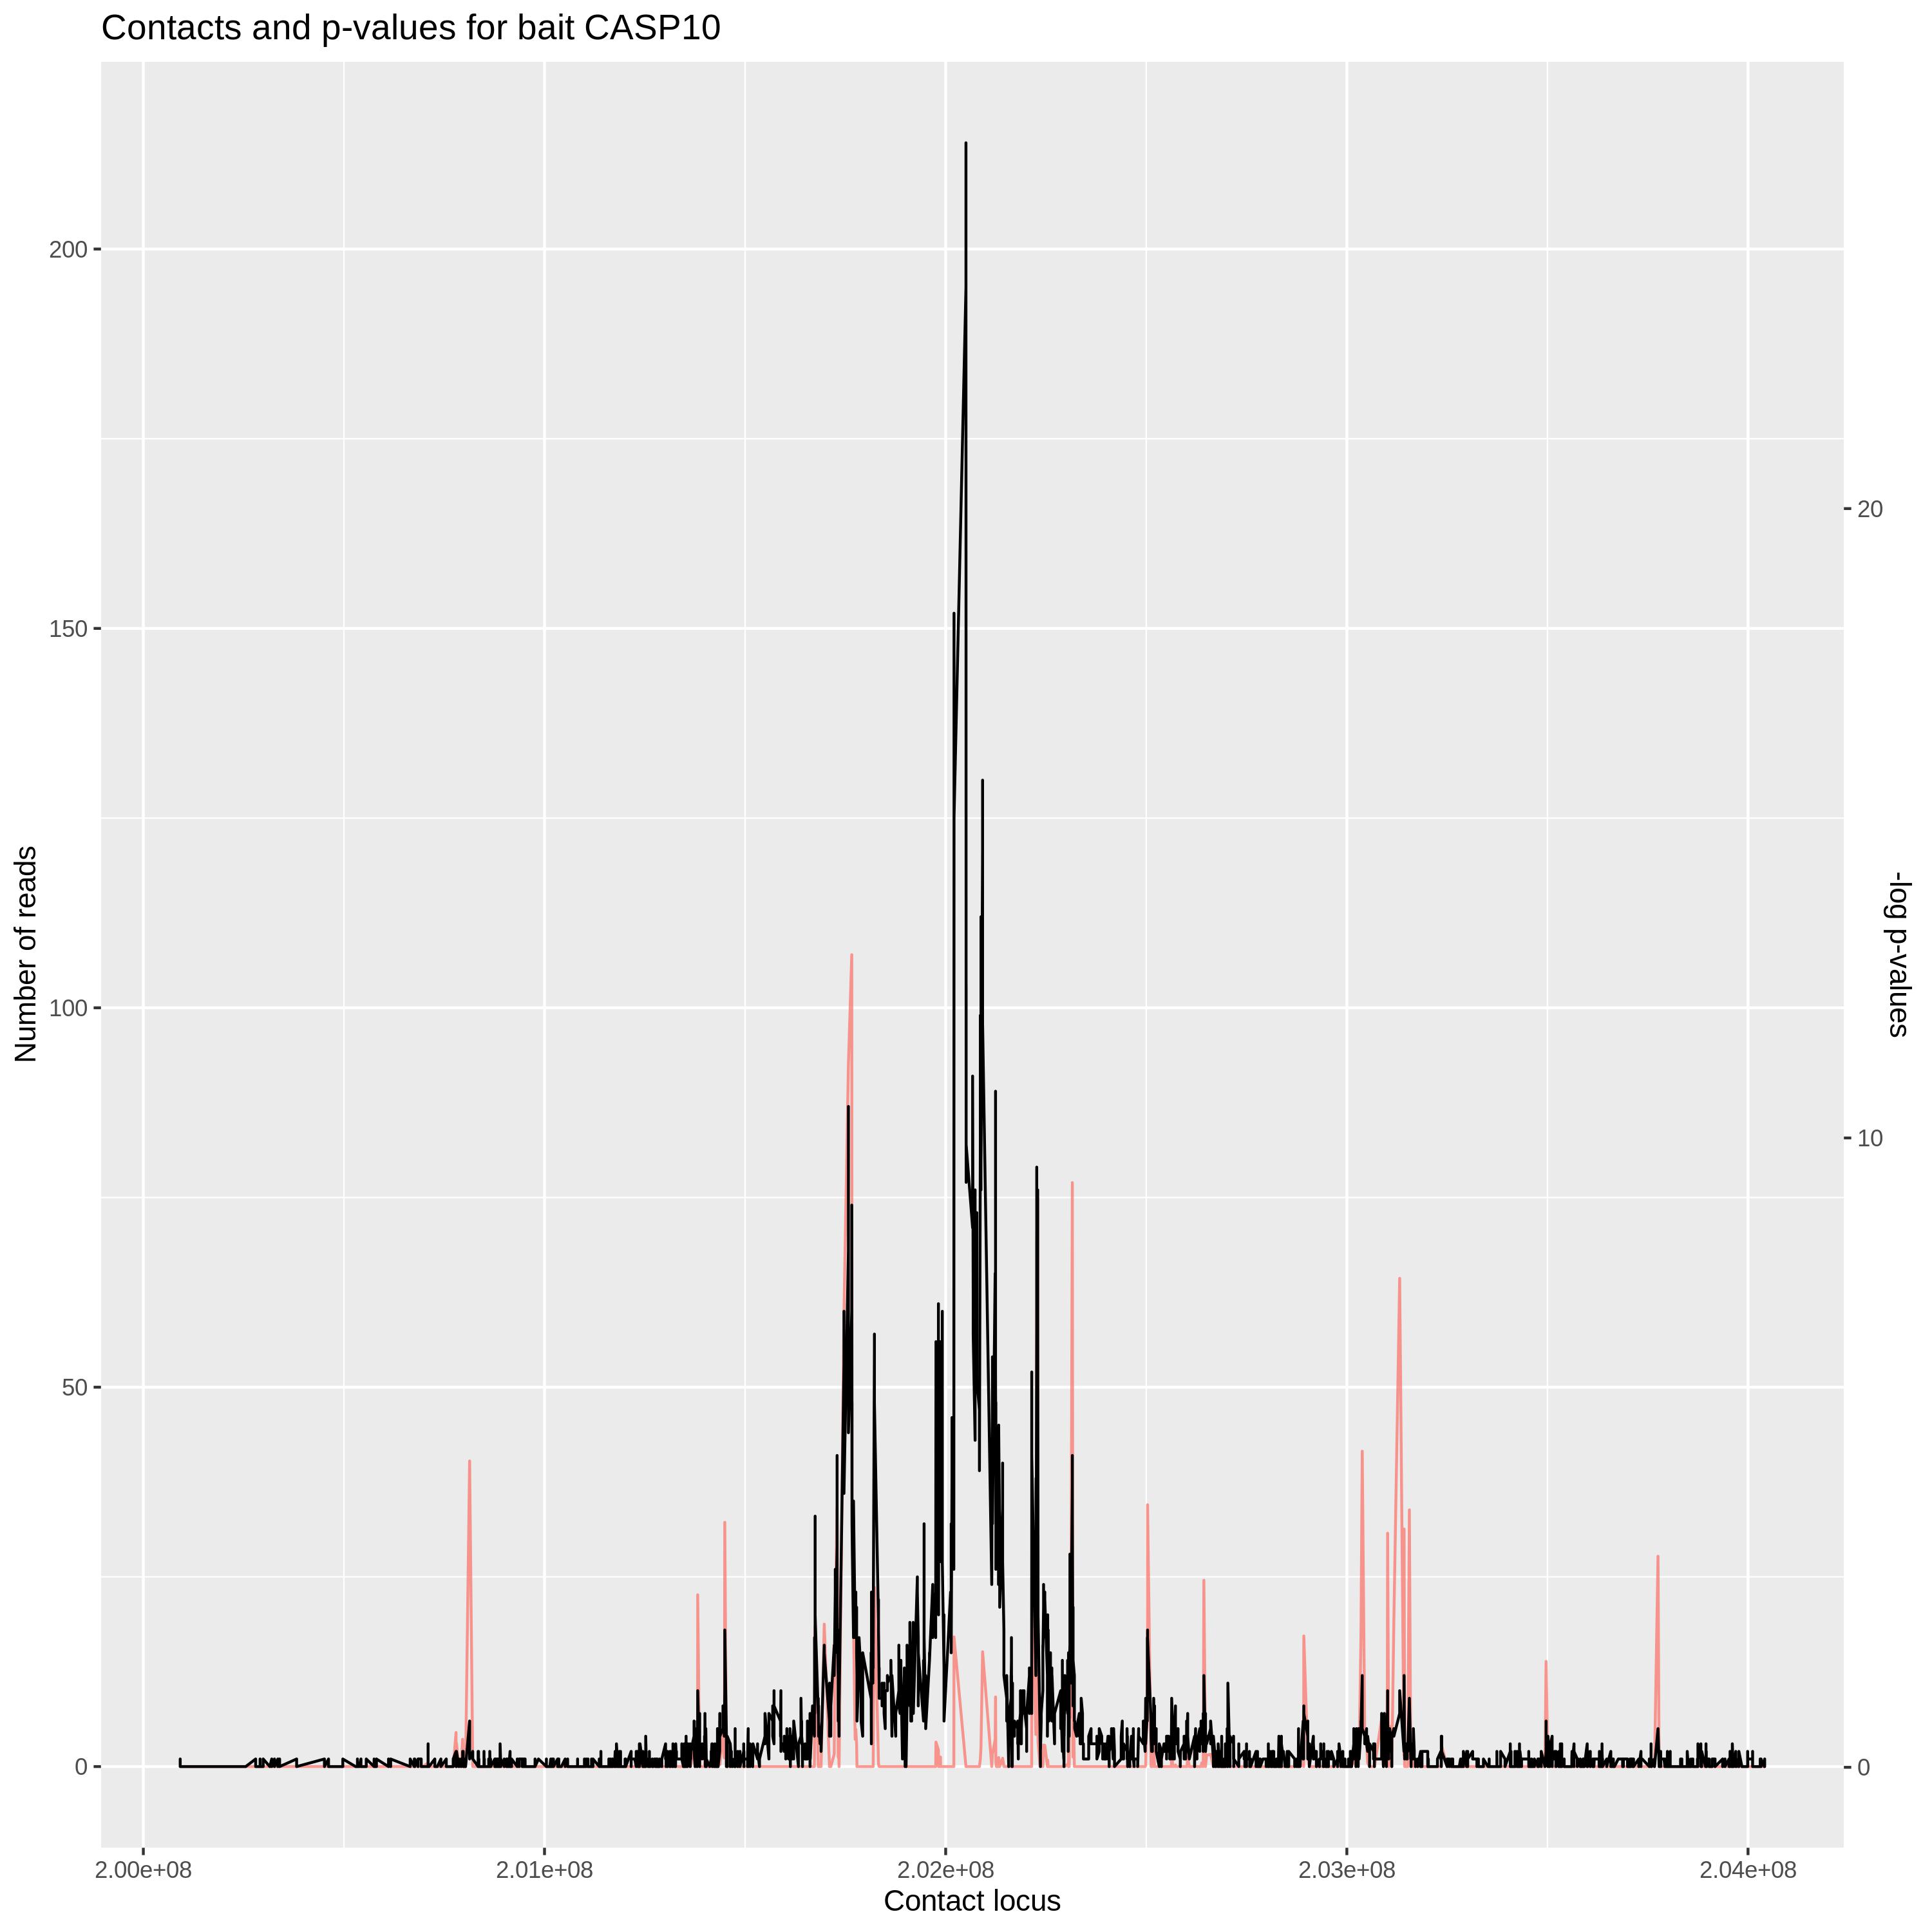 Contacts and p-values for bait CASP10
Number of reads
200
150
100
50
0
20
10
0
-log p-values
2.00e+08
2.01e+08
2.02e+08
2.03e+08
2.04e+08
Contact locus